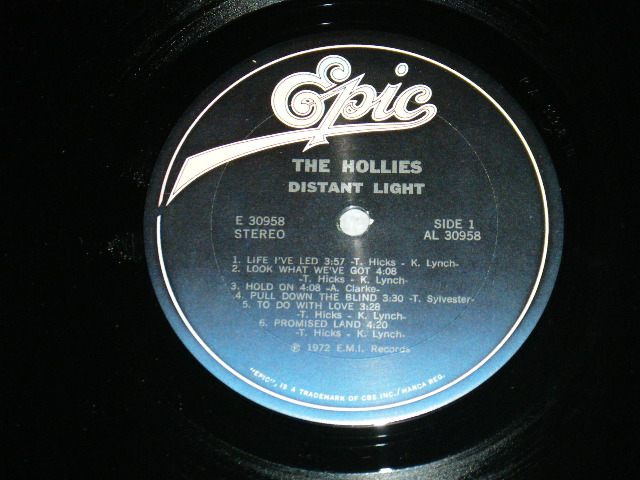 Epic
THE HOLLIES
DISTANT LIGHT
E 30958
STEREO
SIDE 1
AL 30958
1. LIFE I'VE LED 3:57 -T. Hicks - K. Lynch-
2. LOOK WHAT WE'VE GOT 4:08
-T. Hicks - K. Lynch-
3. HOLD ON 4:08 -A. Clarke-
4. PULL DOWN THE BLIND 3:30 -T. Sylvester-
5. TO DO WITH LOVE 3:28
-T. Hicks - K. Lynch-
6. PROMISED LAND 4:20
-T. Hicks - K. Lynch-
℗ 1972 E.M.I. Records
"EPIC", IS A TRADEMARK OF CBS INC./MARCA REG.